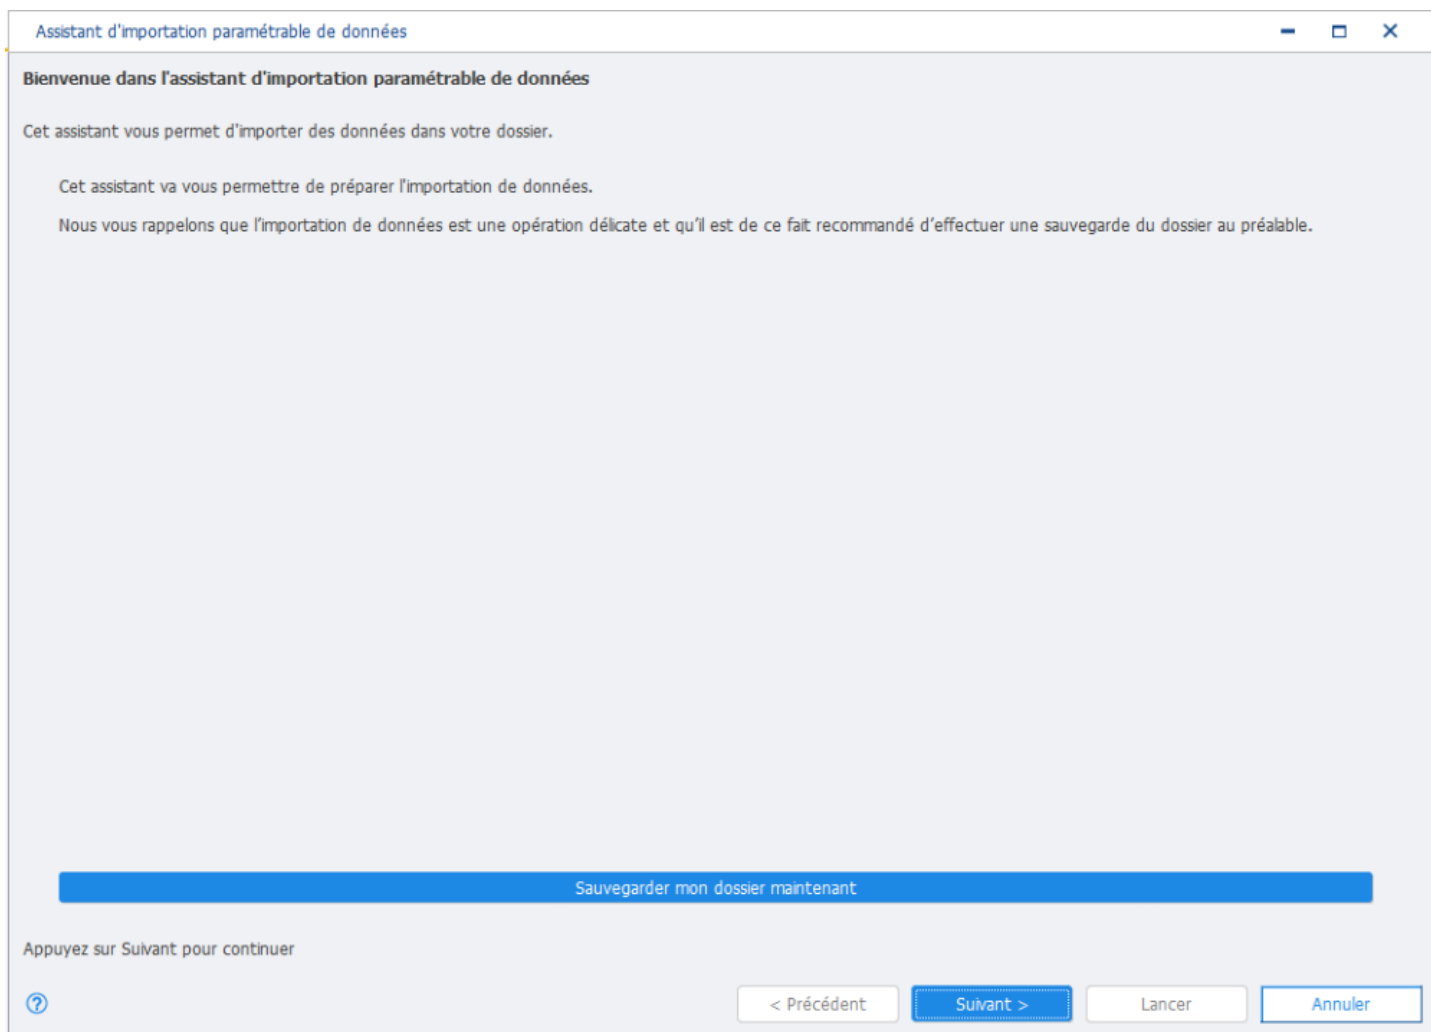 Assistant d'importation paramétrable de données
Bienvenue dans l'assistant d'importation paramétrable de données
Cet assistant vous permet d'importer des données dans votre dossier.
Cet assistant va vous permettre de préparer l'importation de données.
Nous vous rappelons que l’importation de données est une opération délicate et qu’il est de ce fait recommandé d’effectuer une sauvegarde du dossier au préalable.
Sauvegarder mon dossier maintenant
Appuyez sur Suivant pour continuer
? < Précédent Suivant > Lancer Annuler